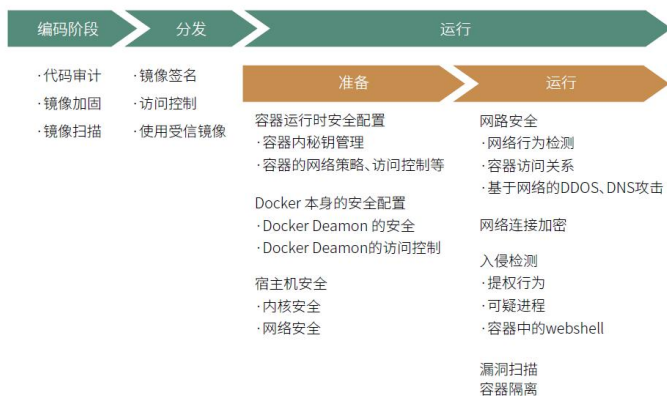 编码阶段
分发
运行
·代码审计
·镜像加固
·镜像扫描
·镜像签名
·访问控制
·使用受信镜像
准备
容器运行时安全配置
·容器内秘钥管理
·容器的网络策略、访问控制等
Docker 本身的安全配置
·Docker Deamon 的安全
·Docker Deamon的访问控制
宿主机安全
·内核安全
·网络安全
运行
网路安全
·网络行为检测
·容器访问关系
·基于网络的DDOS、DNS攻击
网络连接加密
入侵检测
·提权行为
·可疑进程
·容器中的webshell
漏洞扫描
容器隔离